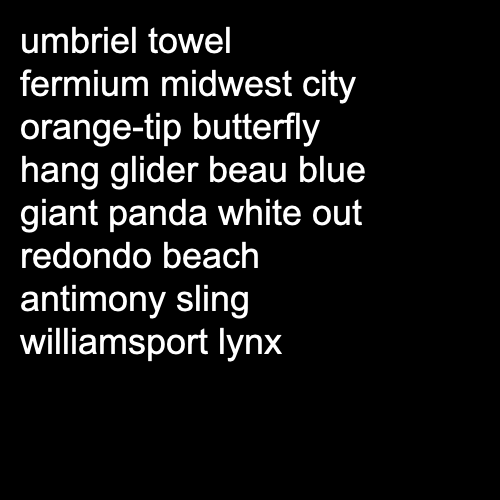 umbriel towel
fermium midwest city
orange-tip butterfly
hang glider beau blue
giant panda white out
redondo beach
antimony sling
williamsport lynx